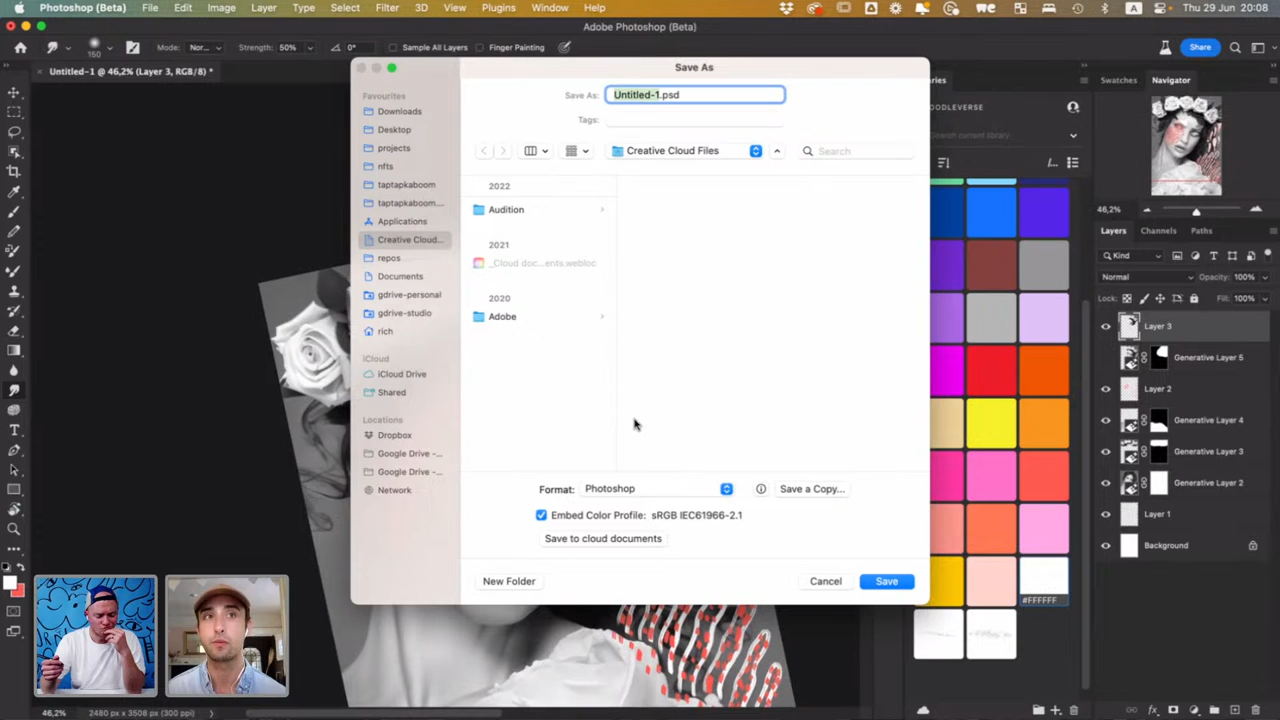 Photoshop (Beta) File Edit Image Layer Type Select Filter 3D View Plugins Window Help Thu 29 Jun 20:08
Adobe Photoshop (Beta)
150 Mode: Nor... Strength: 50% 0° Sample All Layers Finger Painting Share
Untitled-1 @ 46,2% (Layer 3, RGB/8) *
Save As
Save As: Untitled-1.psd
Tags:
Creative Cloud Files Search
Favourites
Downloads
Desktop
projects
nfts
taptapkaboom
taptapkaboom....
Applications
Creative Cloud...
repos
Documents
gdrive-personal
gdrive-studio
rich
iCloud
iCloud Drive
Shared
Locations
Dropbox
Google Drive -...
Google Drive -...
Network
2022
Audition
2021
_Cloud doc...ents.webloc
2020
Adobe
Format: Photoshop Save a Copy...
Embed Color Profile: sRGB IEC61966-2.1
Save to cloud documents
New Folder Cancel Save
Swatches Navigator
46,2%
Layers Channels Paths
Kind
Normal Opacity: 100%
Lock: Fill: 100%
Layer 3
Generative Layer 5
Layer 2
Generative Layer 4
Generative Layer 3
Generative Layer 2
Layer 1
Background
#FFFFFF
46,2% 2480 px x 3508 px (300 ppi)